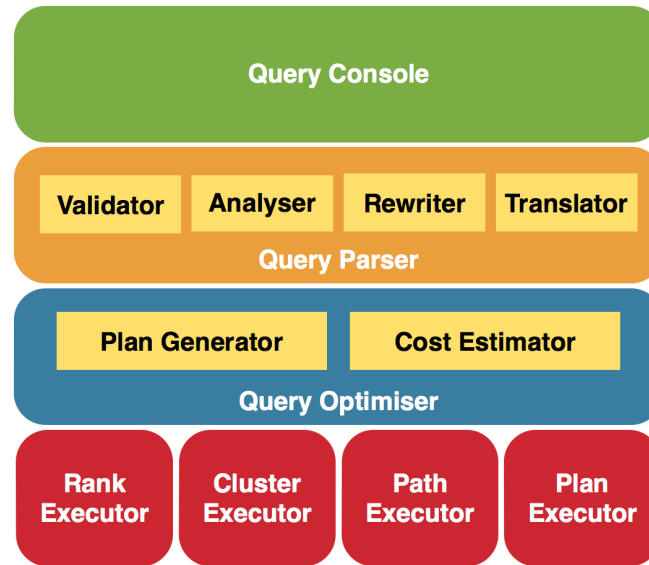 Query Console
Validator
Analyser
Rewriter
Translator
Query Parser
Plan Generator
Cost Estimator
Query Optimiser
Rank
Executor
Cluster
Executor
Path
Executor
Plan
Executor